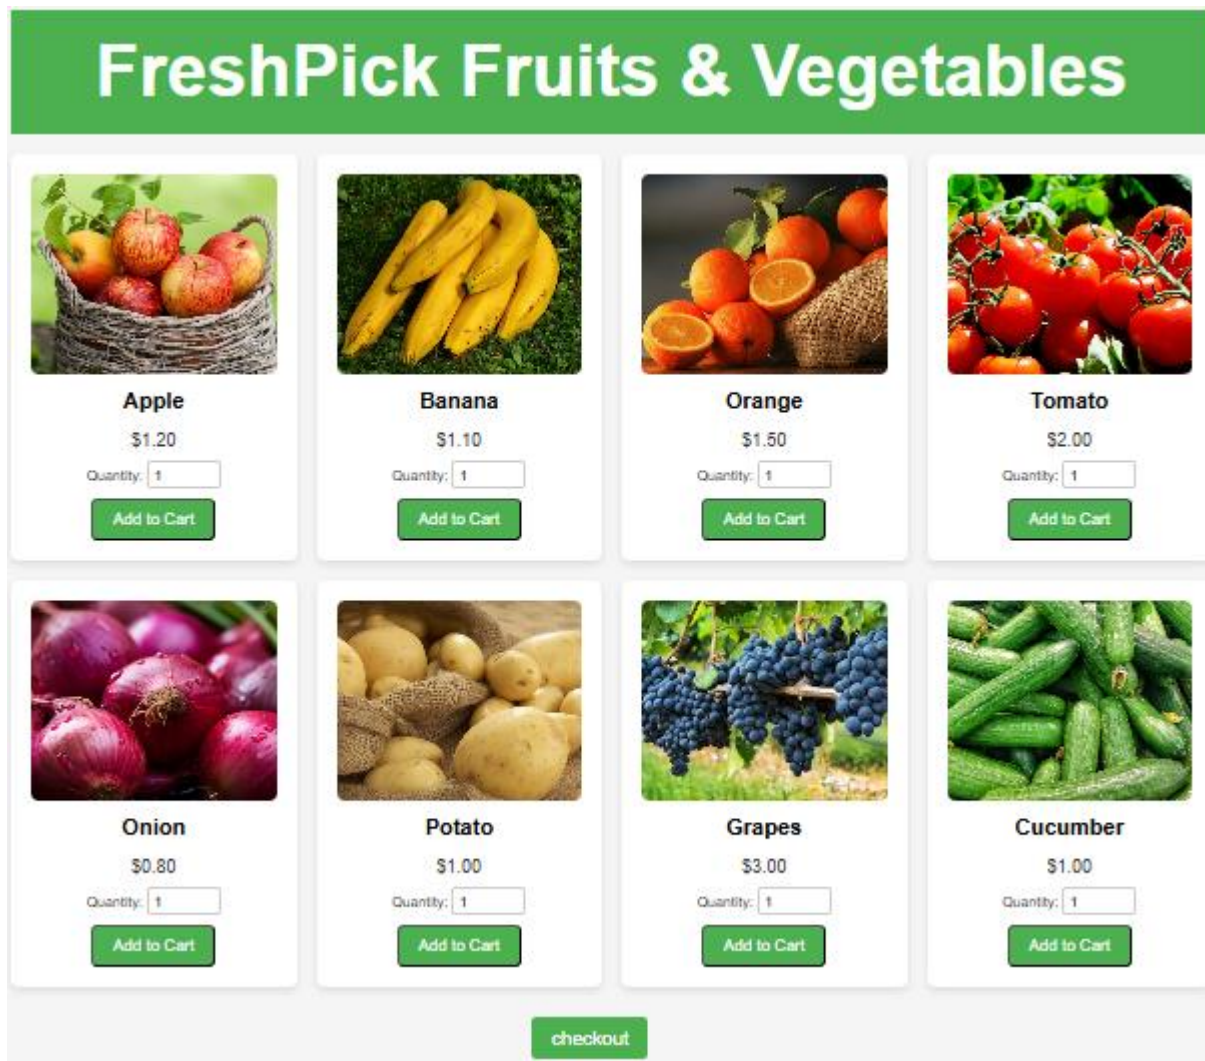 FreshPick Fruits & Vegetables
Apple
$1.20
Quantity: 1
Add to Cart
Banana
$1.10
Quantity: 1
Add to Cart
Orange
$1.50
Quantity: 1
Add to Cart
Tomato
$2.00
Quantity: 1
Add to Cart
Onion
$0.80
Quantity: 1
Add to Cart
Potato
$1.00
Quantity: 1
Add to Cart
Grapes
$3.00
Quantity: 1
Add to Cart
Cucumber
$1.00
Quantity: 1
Add to Cart
checkout